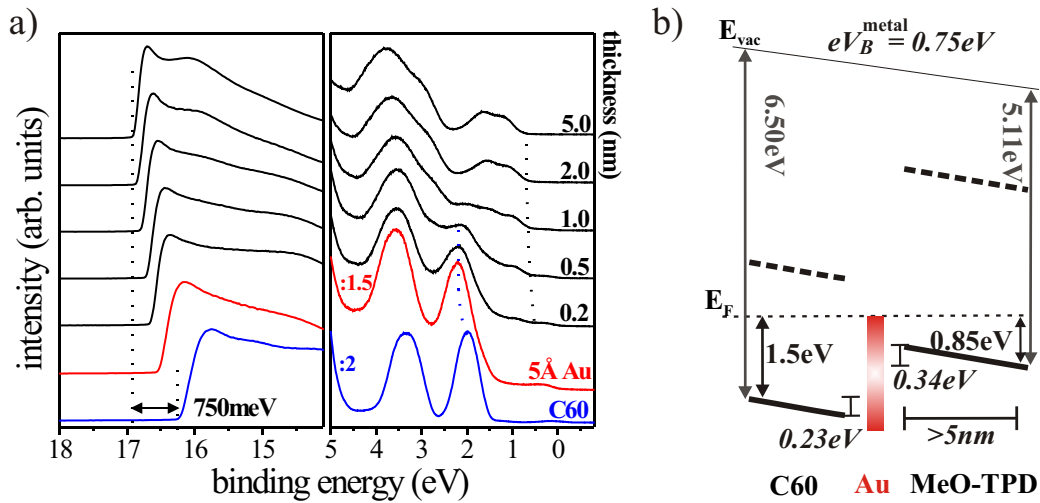 a)
intensity (arb. units)
thickness (nm)
5.0
2.0
1.0
0.5
0.2
:1.5
5Å Au
:2
C60
750meV
18 16 14 5 4 3 2 1 0
binding energy (eV)
b)
E_vac
eV_B^metal = 0.75eV
6.50eV
5.11eV
E_F
1.5eV
0.85eV
0.34eV
0.23eV
>5nm
C60 Au MeO-TPD